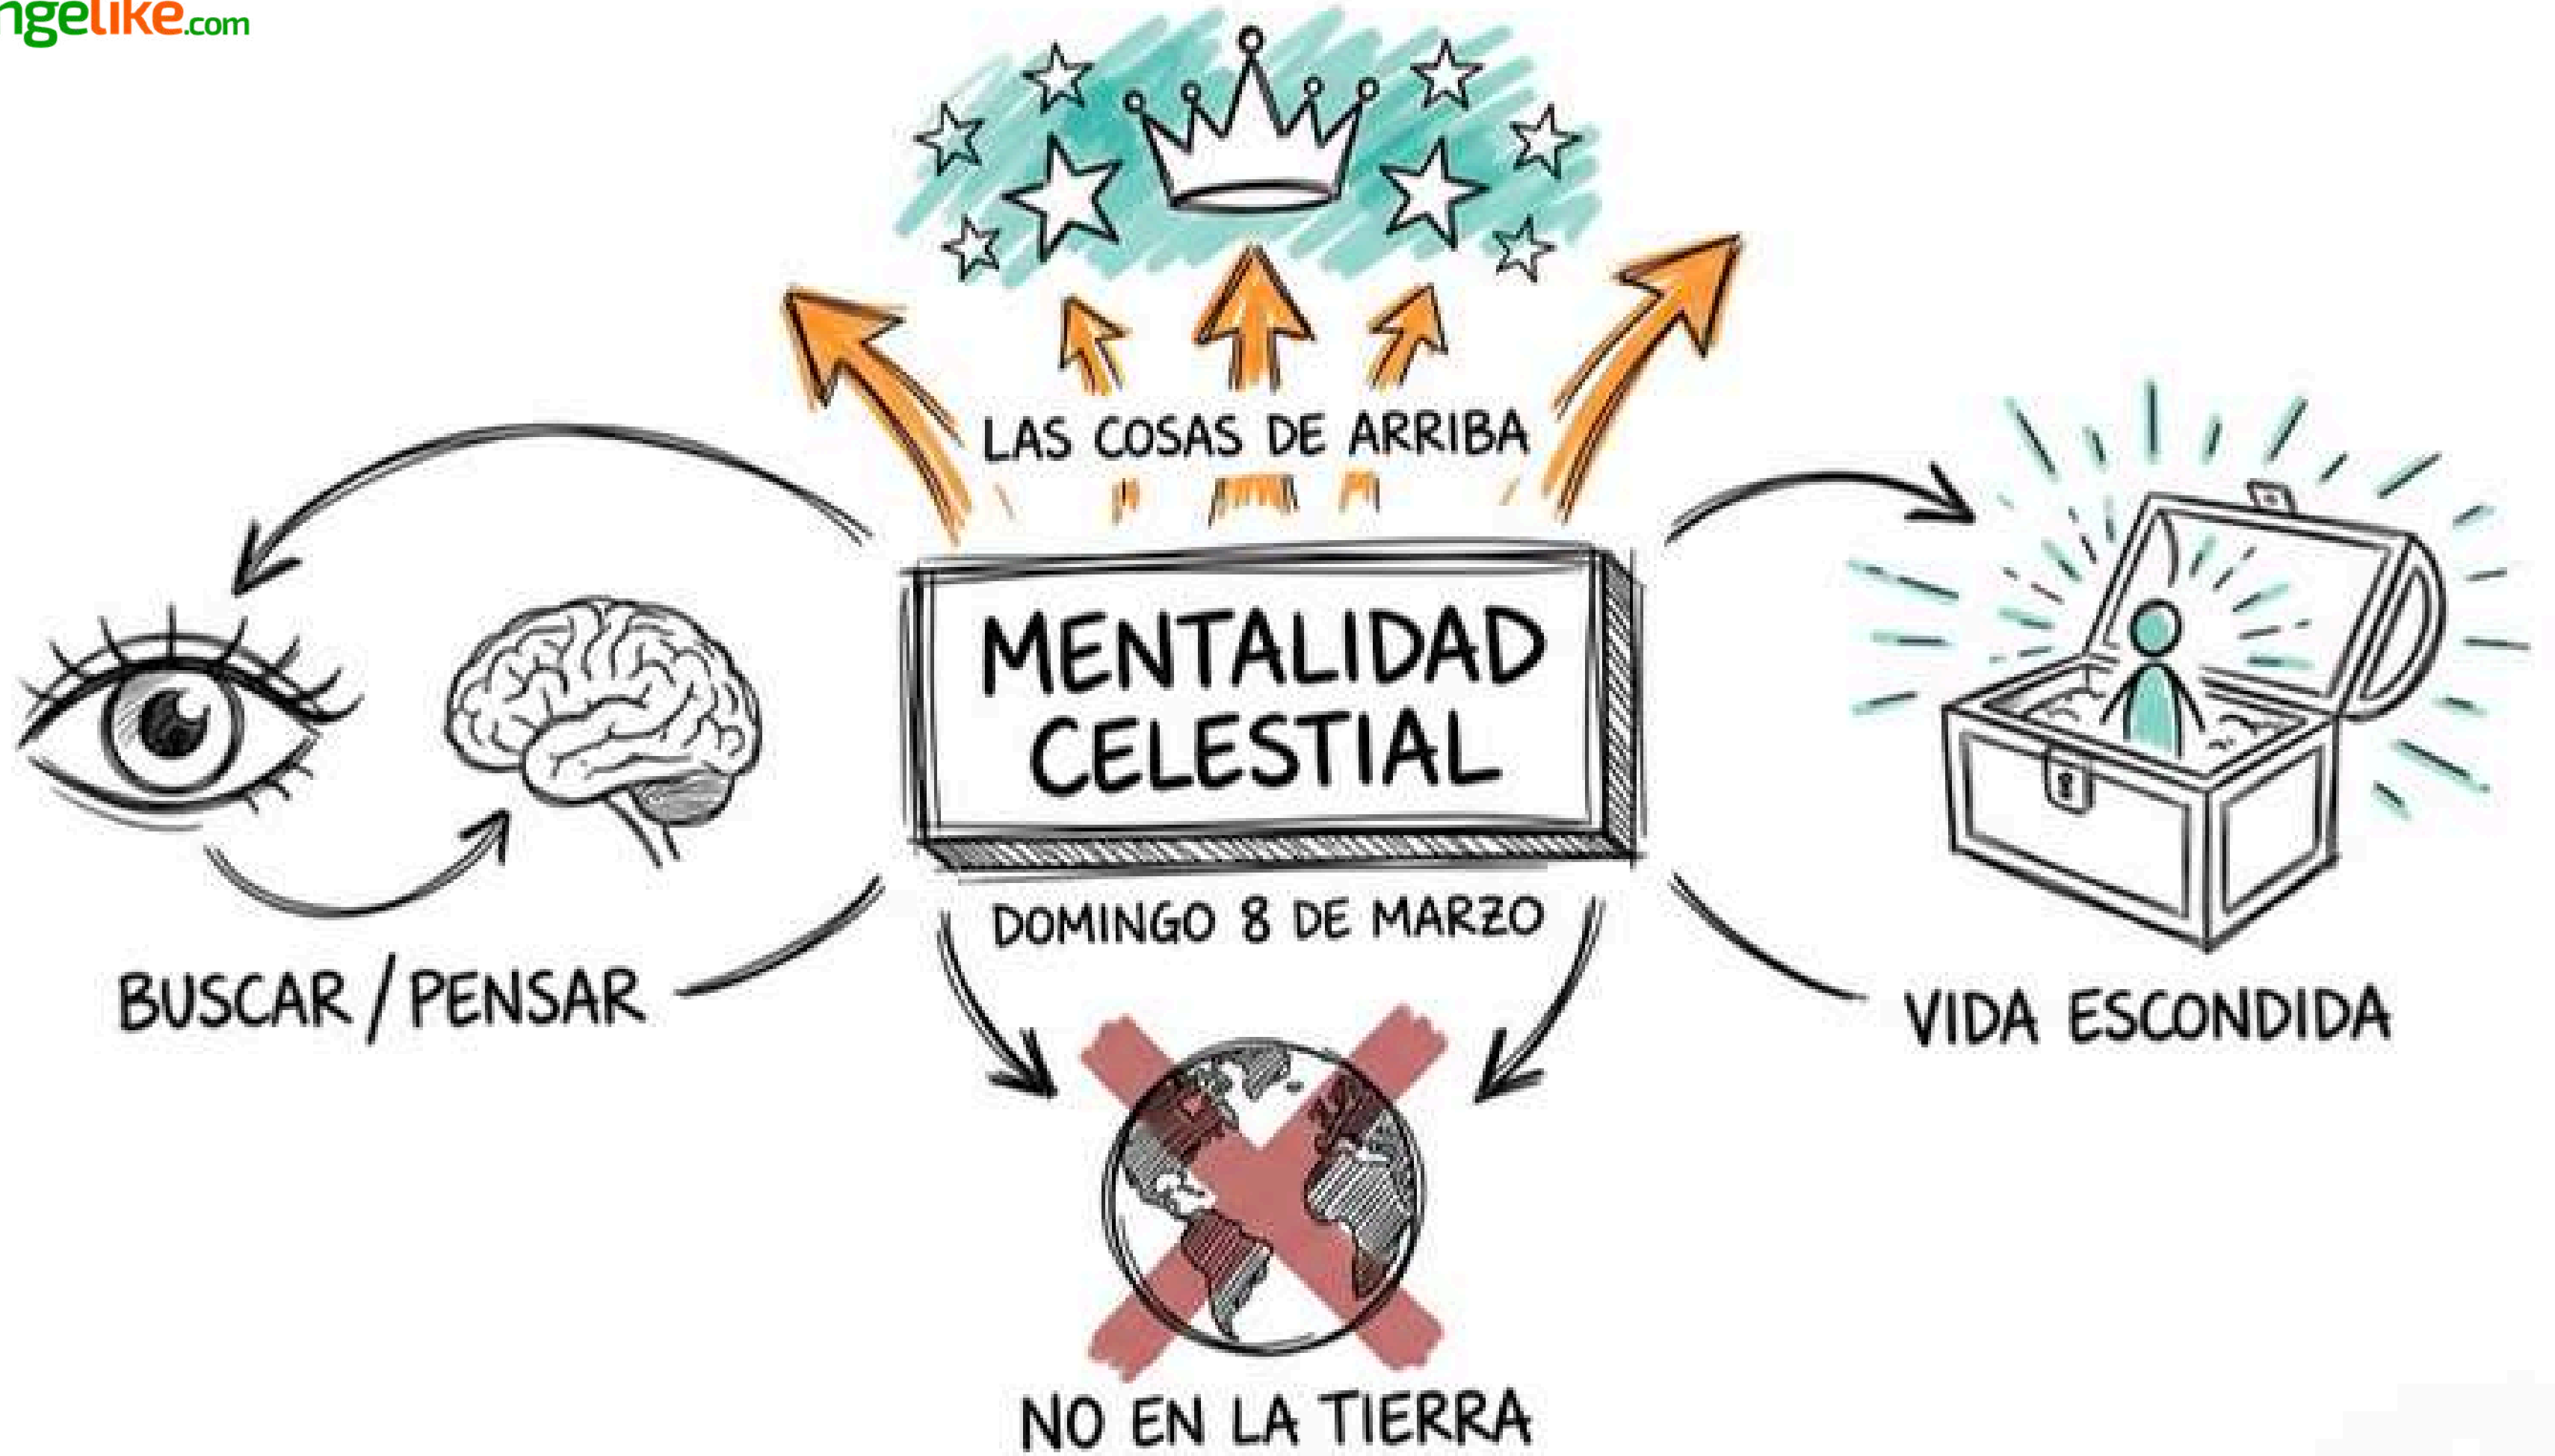 ngelike.com
LAS COSAS DE ARRIBA
MENTALIDAD
CELESTIAL
DOMINGO 8 DE MARZO
BUSCAR / PENSAR
VIDA ESCONDIDA
NO EN LA TIERRA